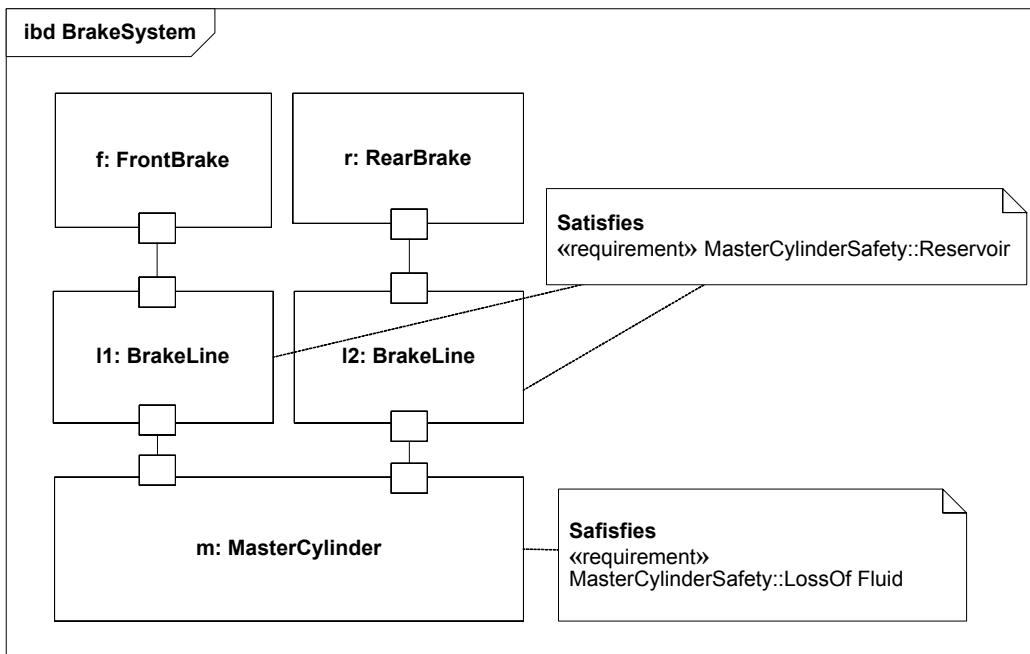 ibd BrakeSystem
f: FrontBrake
r: RearBrake
Satisfies
«requirement» MasterCylinderSafety::Reservoir
l1: BrakeLine
l2: BrakeLine
m: MasterCylinder
Safisfies
«requirement»
MasterCylinderSafety::LossOf Fluid